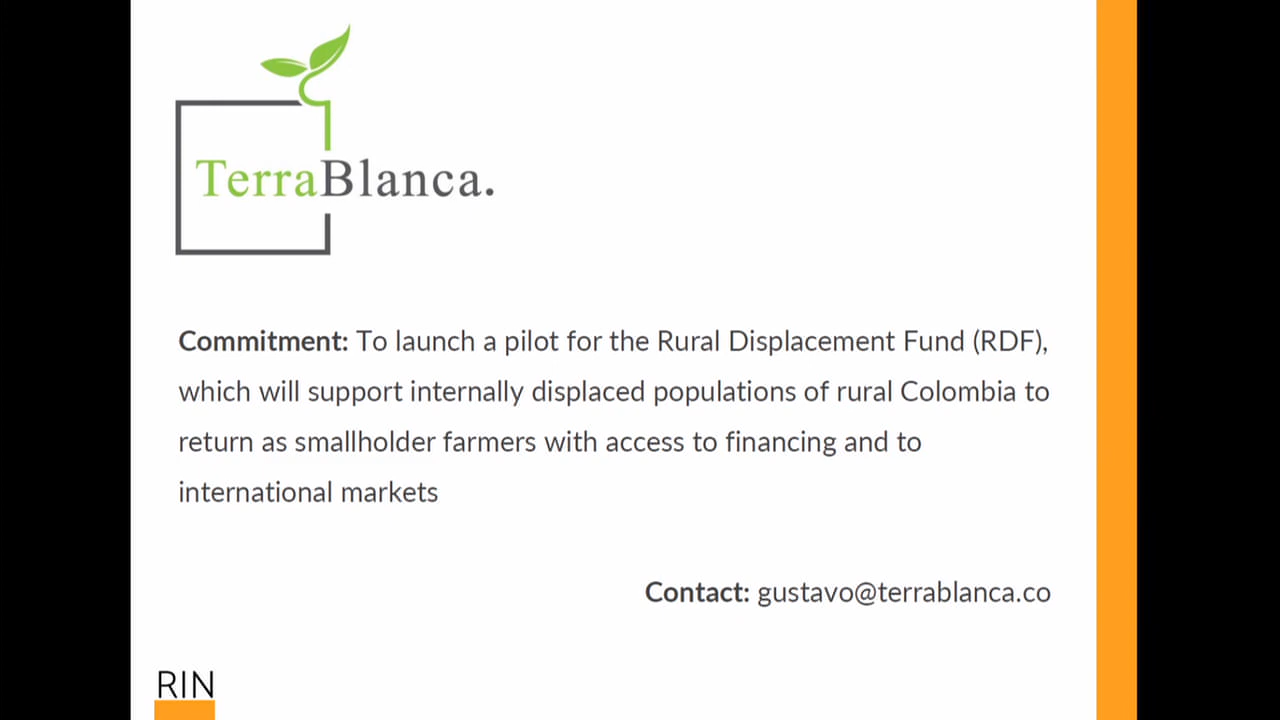 TerraBlanca.
Commitment: To launch a pilot for the Rural Displacement Fund (RDF),
which will support internally displaced populations of rural Colombia to
return as smallholder farmers with access to financing and to
international markets
Contact: gustavo@terrablanca.co
RIN